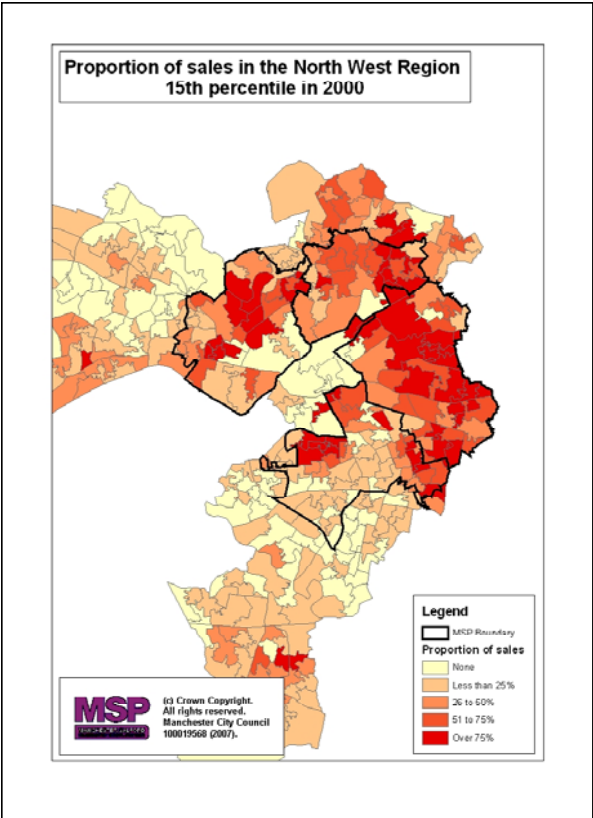 Proportion of sales in the North West Region
15th percentile in 2000
Legend
MSP Boundary
Proportion of sales
None
Less than 25%
26 to 50%
51 to 75%
Over 75%
MSP
(c) Crown Copyright.
All rights reserved.
Manchester City Council
100019568 (2007).